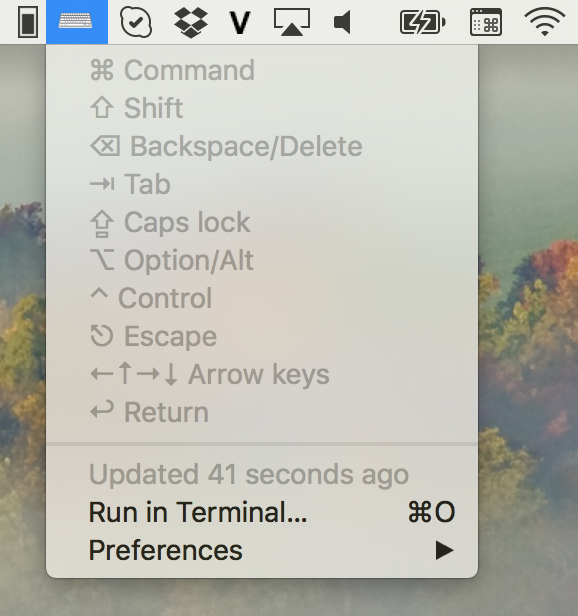 V
⌘ Command
⇧ Shift
⌫ Backspace/Delete
⇥ Tab
⇪ Caps lock
⌥ Option/Alt
⌃ Control
⎋ Escape
←↑→↓ Arrow keys
↩ Return
Updated 41 seconds ago
Run in Terminal... ⌘O
Preferences ▶